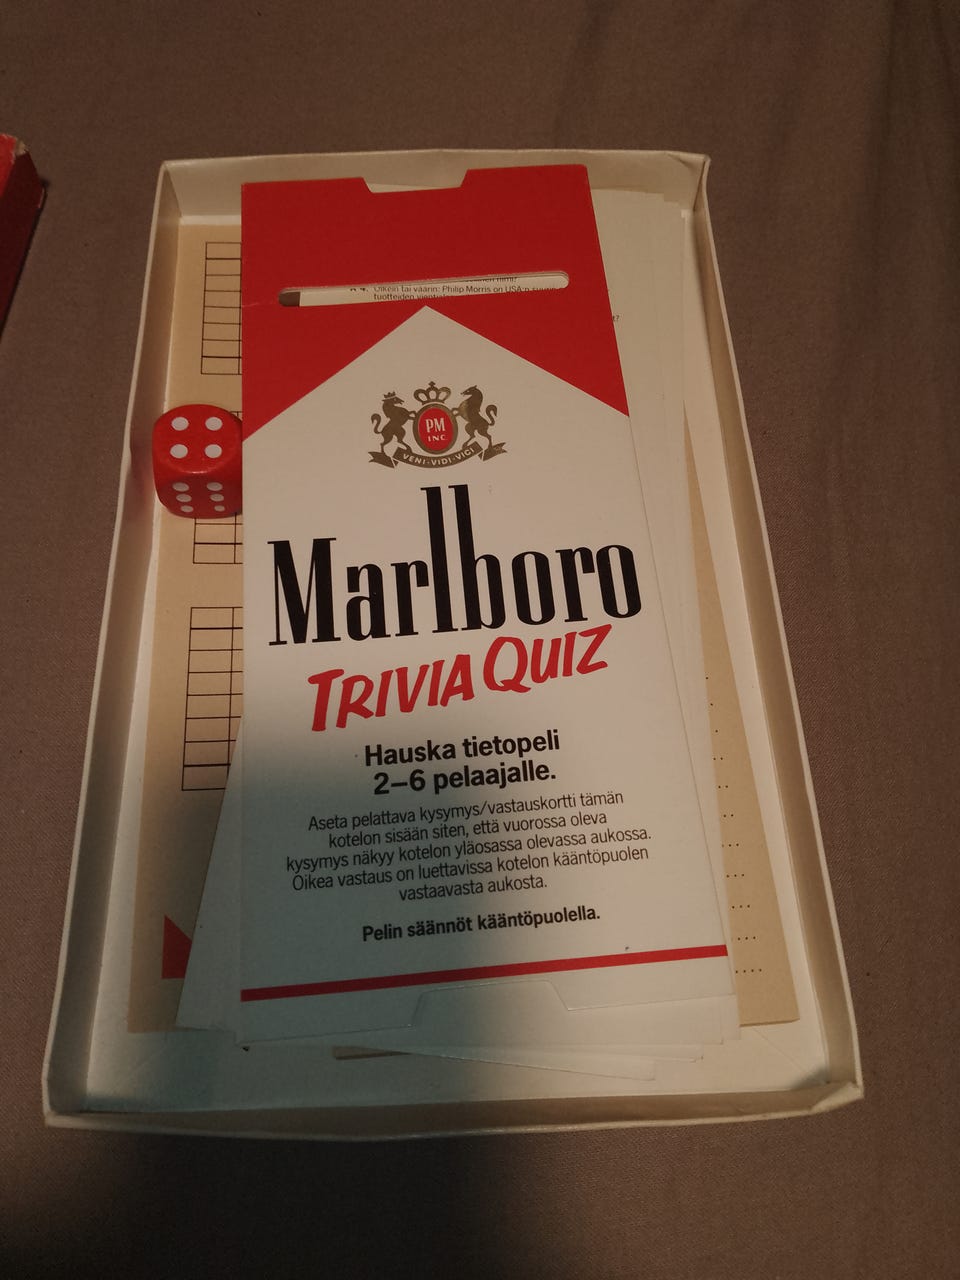 4. Oikein tai väärin: Philip Morris on USA:n
tuotteiden
t?
PM
INC.
VENI·VIDI·VICI
Marlboro
TRIVIA QUIZ
Hauska tietopeli
2–6 pelaajalle.
Aseta pelattava kysymys/vastauskortti tämän
kotelon sisään siten, että vuorossa oleva
kysymys näkyy kotelon yläosassa olevassa aukossa.
Oikea vastaus on luettavissa kotelon kääntöpuolen
vastaavasta aukosta.
Pelin säännöt kääntöpuolella.